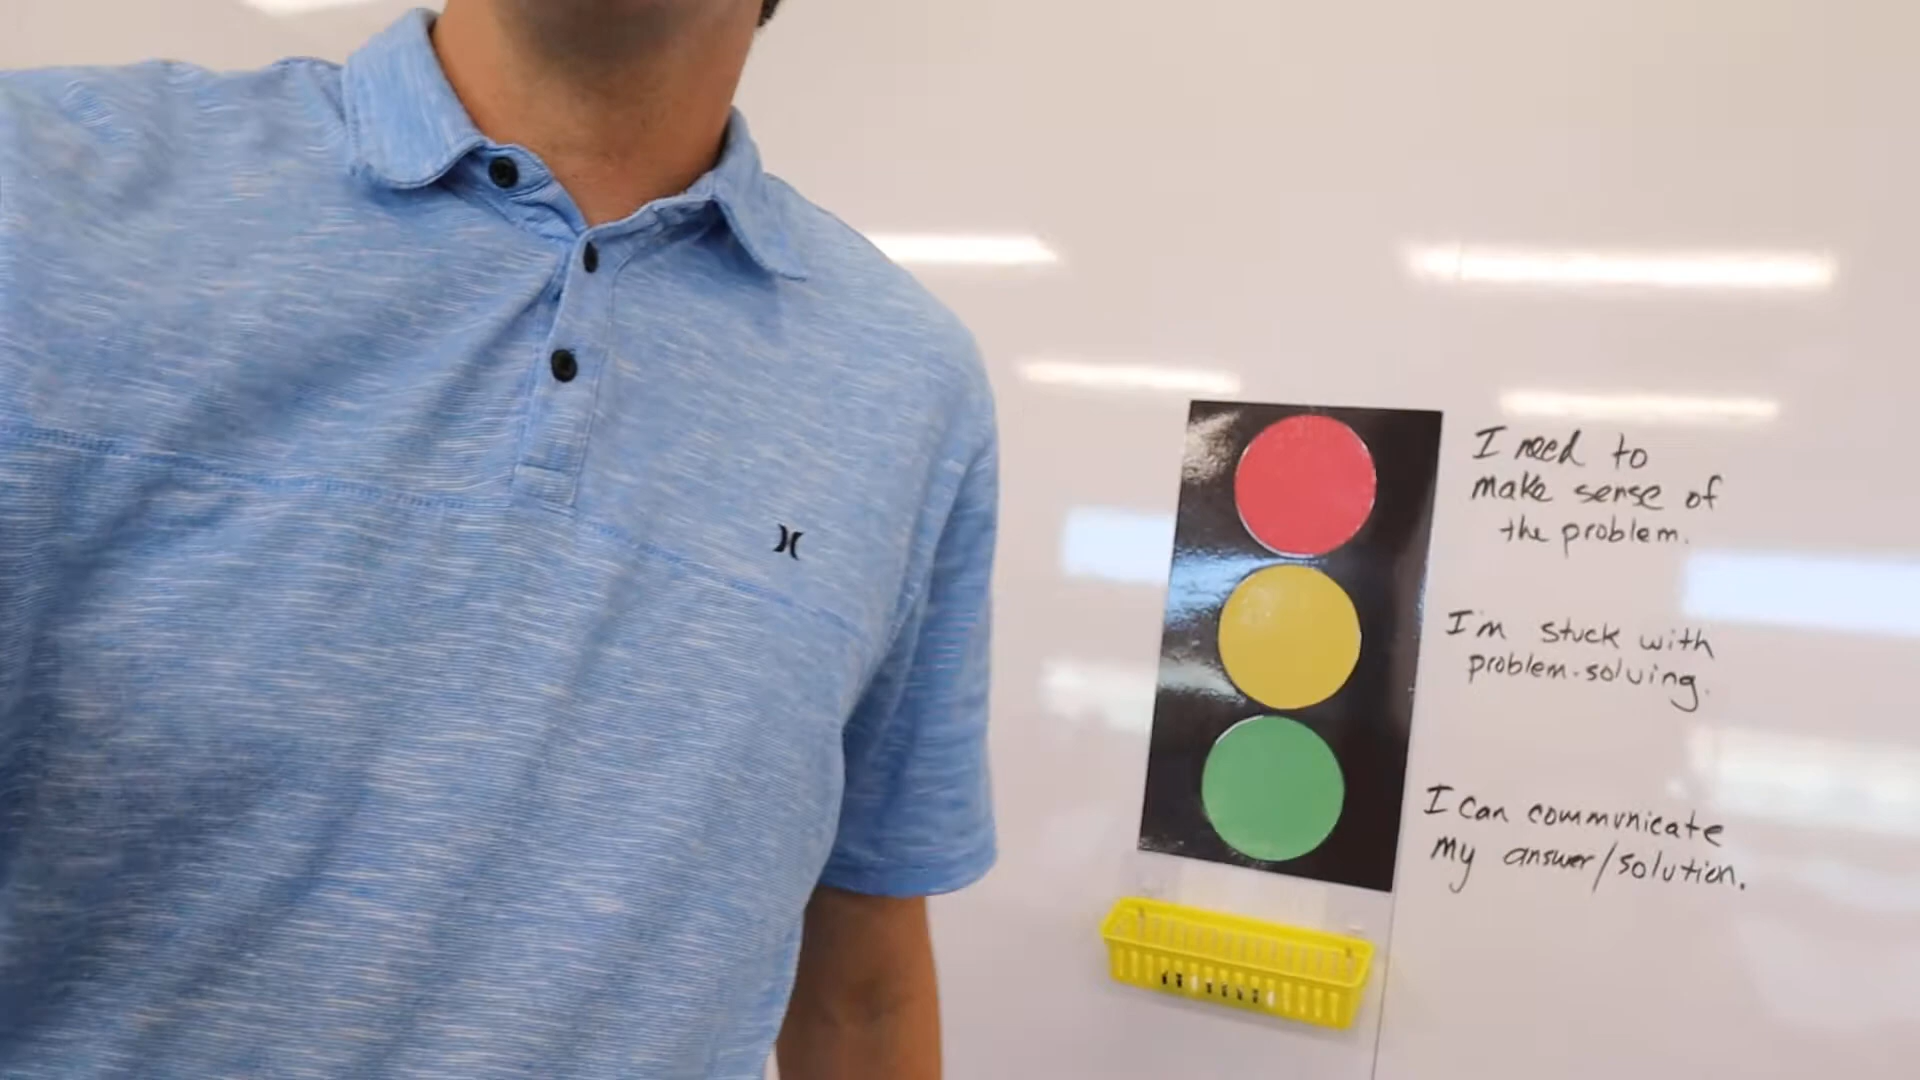 I need to
make sense of
the problem.
I'm stuck with
problem-solving.
I can communicate
my answer/solution.